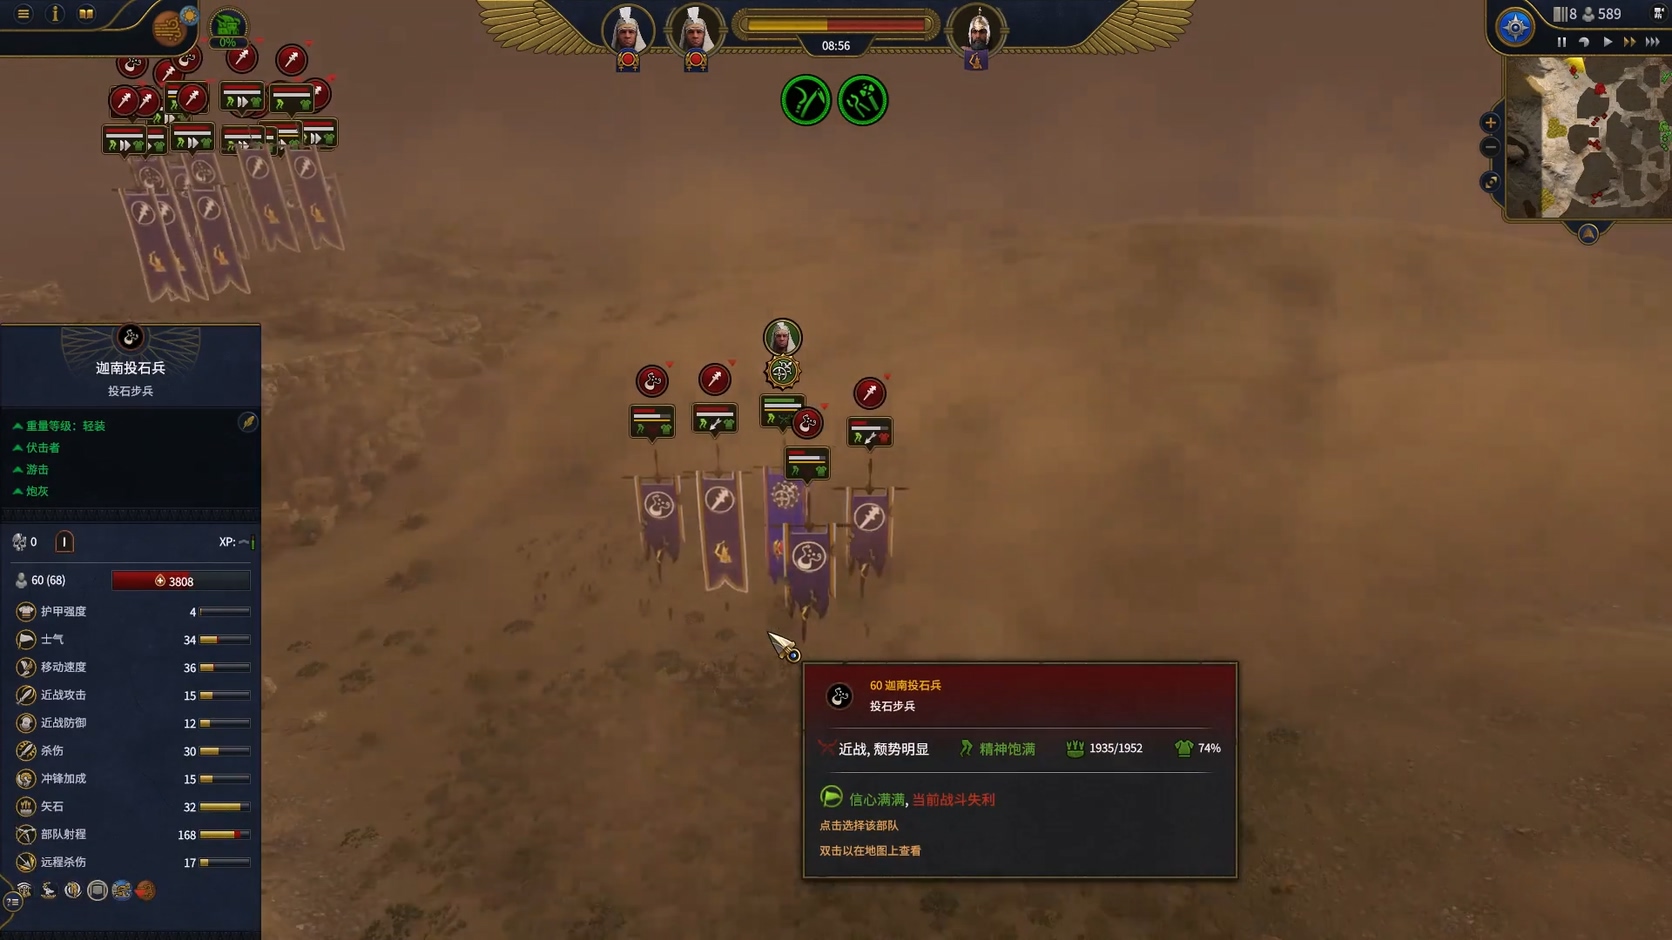 0%
08:56
8 589
迦南投石兵
投石步兵
重量等级：轻装
伏击者
游击
炮灰
0 I XP:
60 (68) 3808
护甲强度 4
士气 34
移动速度 36
近战攻击 15
近战防御 12
杀伤 30
冲锋加成 15
矢石 32
部队射程 168
远程杀伤 17
60 迦南投石兵
投石步兵
近战, 颓势明显 精神饱满 1935/1952 74%
信心满满, 当前战斗失利
点击选择该部队
双击以在地图上查看